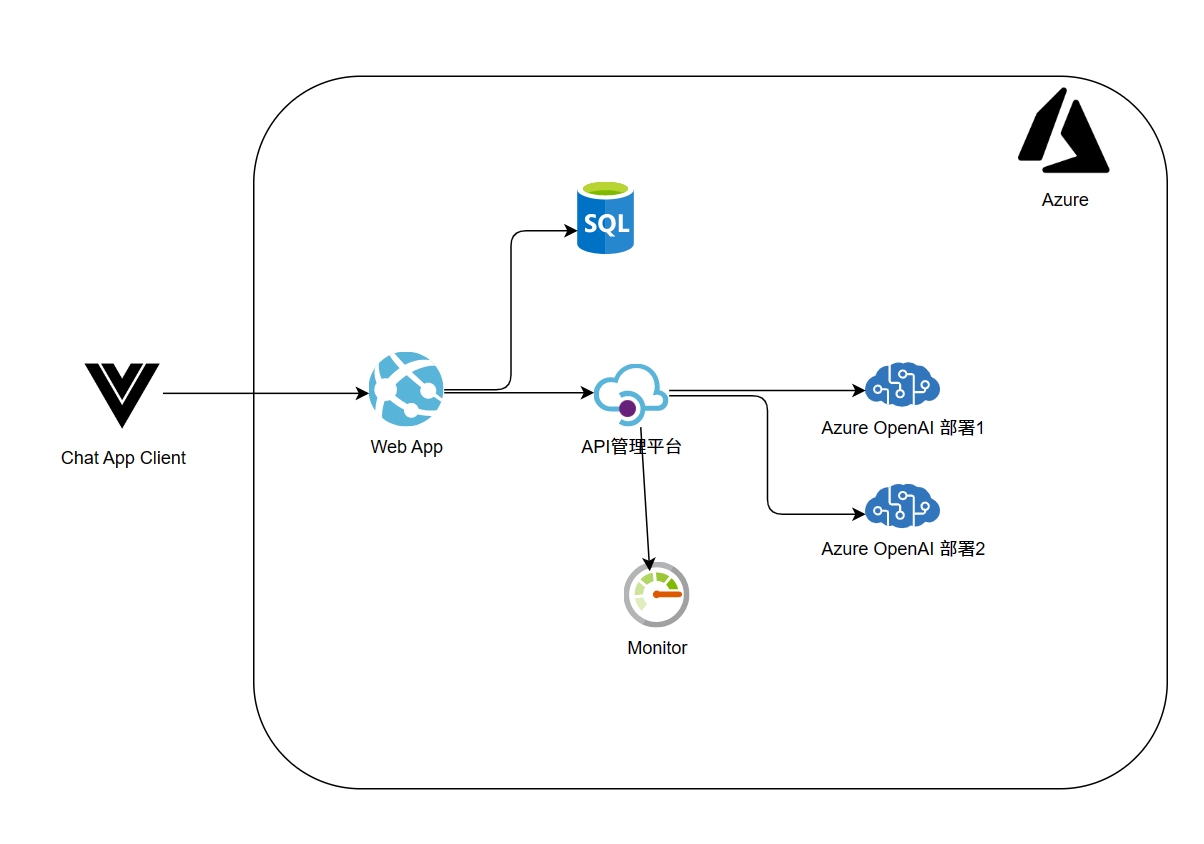 Azure
SQL
Chat App Client
Web App
API管理平台
Azure OpenAI 部署1
Azure OpenAI 部署2
Monitor